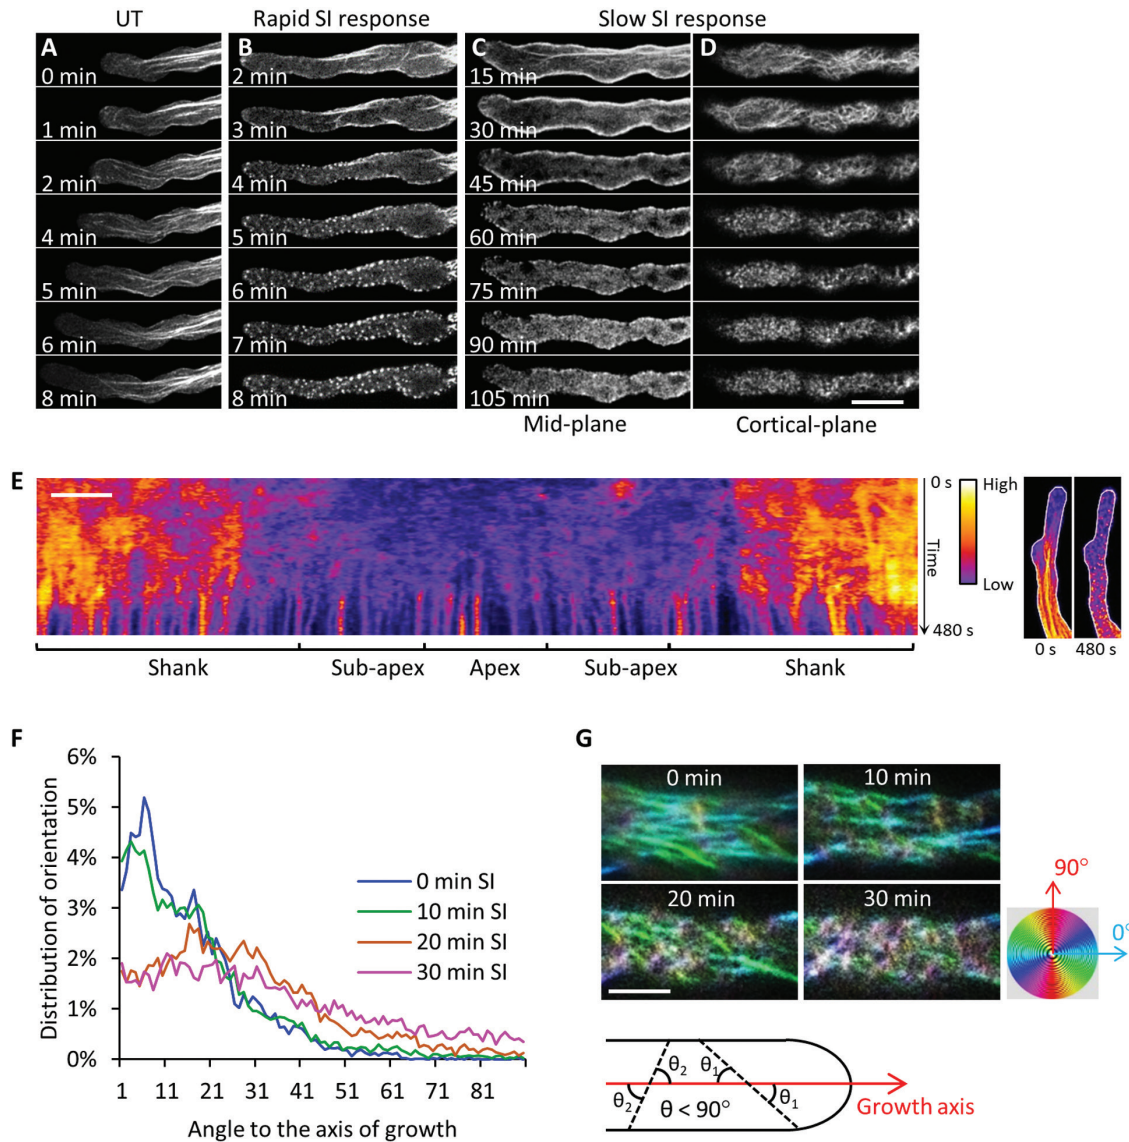 UT
Rapid SI response
Slow SI response
A
0 min
1 min
2 min
4 min
5 min
6 min
8 min
B
2 min
3 min
4 min
5 min
6 min
7 min
8 min
C
15 min
30 min
45 min
60 min
75 min
90 min
105 min
D
Mid-plane
Cortical-plane
E
0 s
Time
480 s
High
Low
0 s
480 s
Shank
Sub-apex
Apex
Sub-apex
Shank
F
6%
5%
4%
3%
2%
1%
0%
Distribution of orientation
0 min SI
10 min SI
20 min SI
30 min SI
1 11 21 31 41 51 61 71 81
Angle to the axis of growth
G
0 min
10 min
20 min
30 min
90°
0°
θ2
θ1
θ2
θ < 90°
θ1
Growth axis